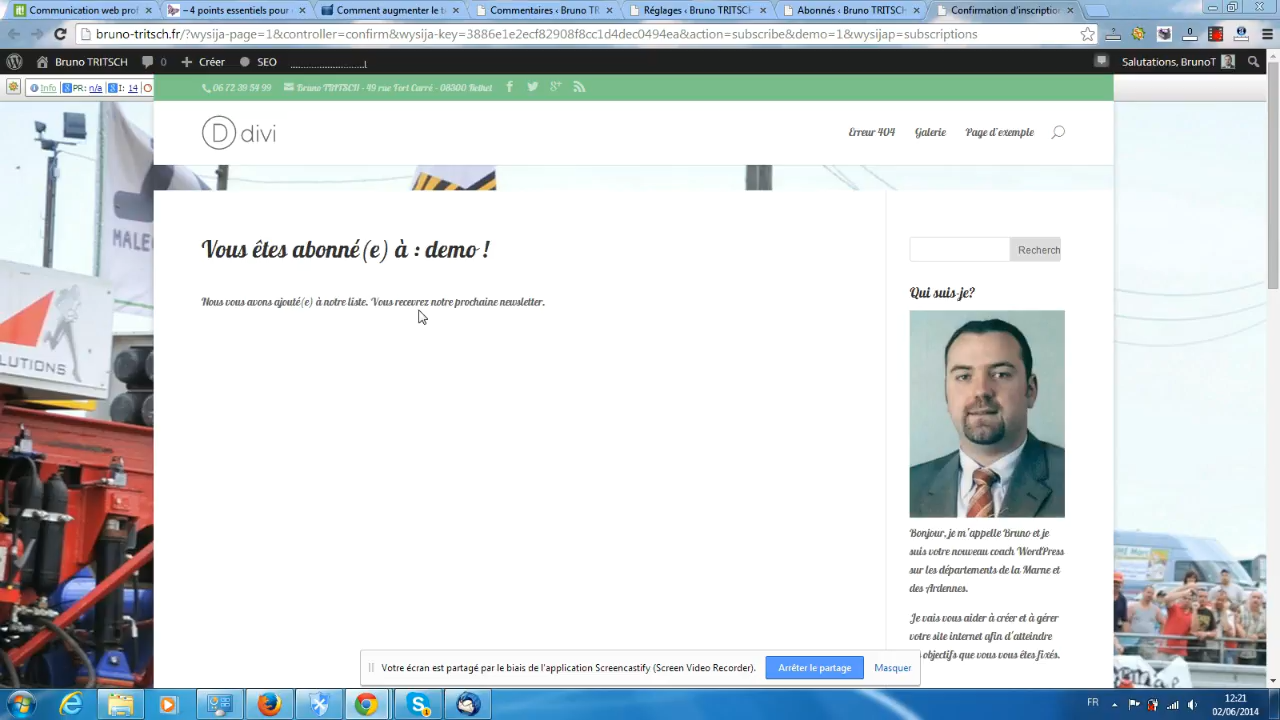 Communication web prof
– 4 points essentiels pour
Comment augmenter le t
Commentaires ‹ Bruno TR
Réglages ‹ Bruno TRITSCH
Abonnés ‹ Bruno TRITSCH
Confirmation d'inscription
bruno-tritsch.fr/?wysija-page=1&controller=confirm&wysija-key=3886e1e2ecf82908f8cc1d4dec0494ea&action=subscribe&demo=1&wysijap=subscriptions
Bruno TRITSCH 0 + Créer SEO Salutations, BrunoT
Info PR: n/a I: 14
06 72 39 54 99 Bruno TRITSCH - 49 rue Fort Carré - 08300 Rethel
D divi
Erreur 404 Galerie Page d'exemple
MALE
LUTIONS
Vous êtes abonné(e) à : demo !
Nous vous avons ajouté(e) à notre liste. Vous recevrez notre prochaine newsletter.
Recherch
Qui suis-je?
Bonjour, je m'appelle Bruno et je
suis votre nouveau coach WordPress
sur les départements de la Marne et
des Ardennes.
Je vais vous aider à créer et à gérer
votre site internet afin d'atteindre
objectifs que vous vous êtes fixés.
Votre écran est partagé par le biais de l'application Screencastify (Screen Video Recorder). Arrêter le partage Masquer
FR 12:21
02/06/2014